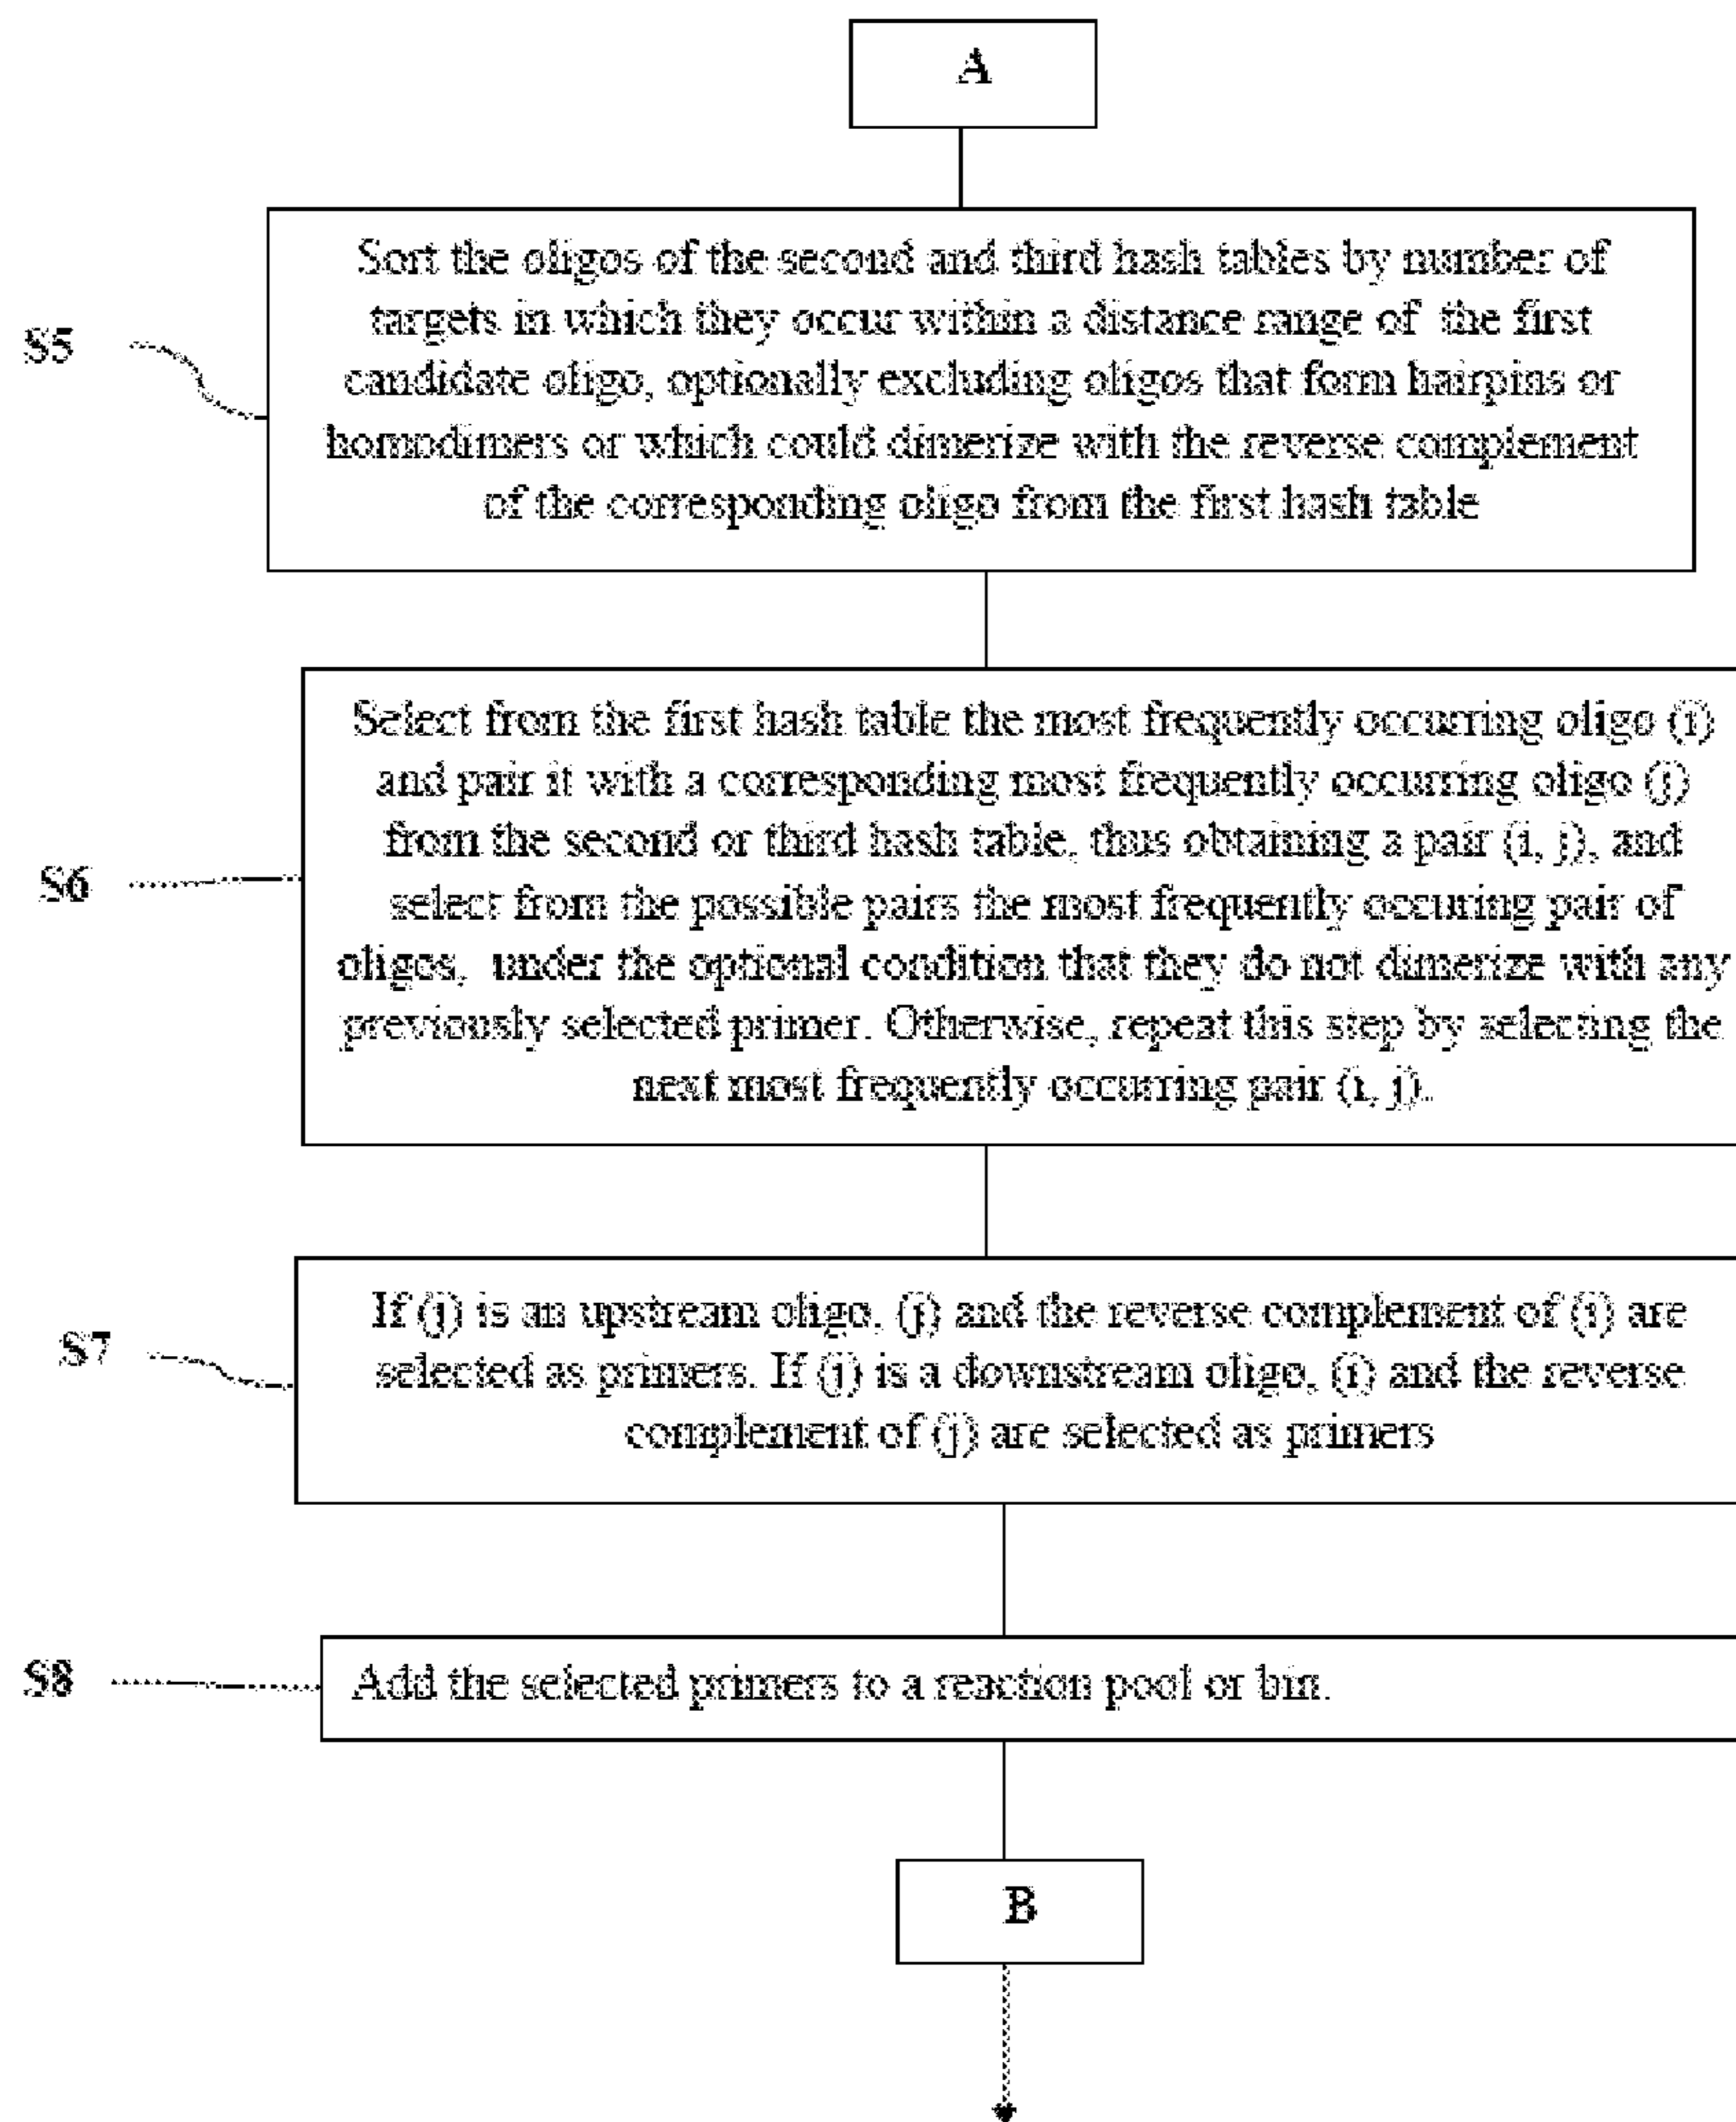 A
Sort the oligos of the second and third hash tables by number of
targets in which they occur within a distance range of the first
S5
candidate oligo, optionally excluding oligos that form hairpins or
homodimers or which could dimerize with the reverse complement
of the corresponding oligo from the first hash table
Select from the first hash table the most frequently occurring oligo (i)
and pair it with a corresponding most frequently occurring oligo (j)
from the second or third hash table, thus obtaining a pair (i, j), and
S6
select from the possible pairs the most frequently occuring pair of
oligos, under the optional condition that they do not dimerize with any
previously selected primer. Otherwise, repeat this step by selecting the
next most frequently occurring pair (i, j).
If (j) is an upstream oligo, (j) and the reverse complement of (i) are
S7
selected as primers. If (j) is a downstream oligo, (i) and the reverse
complement of (j) are selected as primers
S8
Add the selected primers to a reaction pool or bin.
B